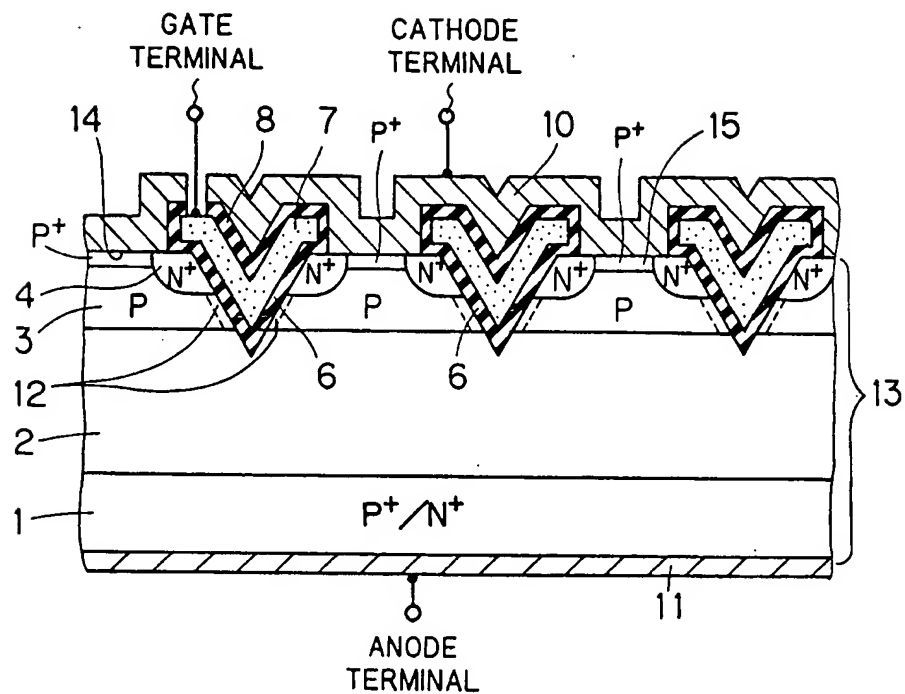 GATE
TERMINAL
CATHODE
TERMINAL
14
8
7
P⁺
10
15
P⁺
P⁺
4
N⁺
N⁺
N⁺
N⁺
N⁺
N⁺
3
P
P
P
12
6
6
13
2
1
P⁺/N⁺
11
ANODE
TERMINAL